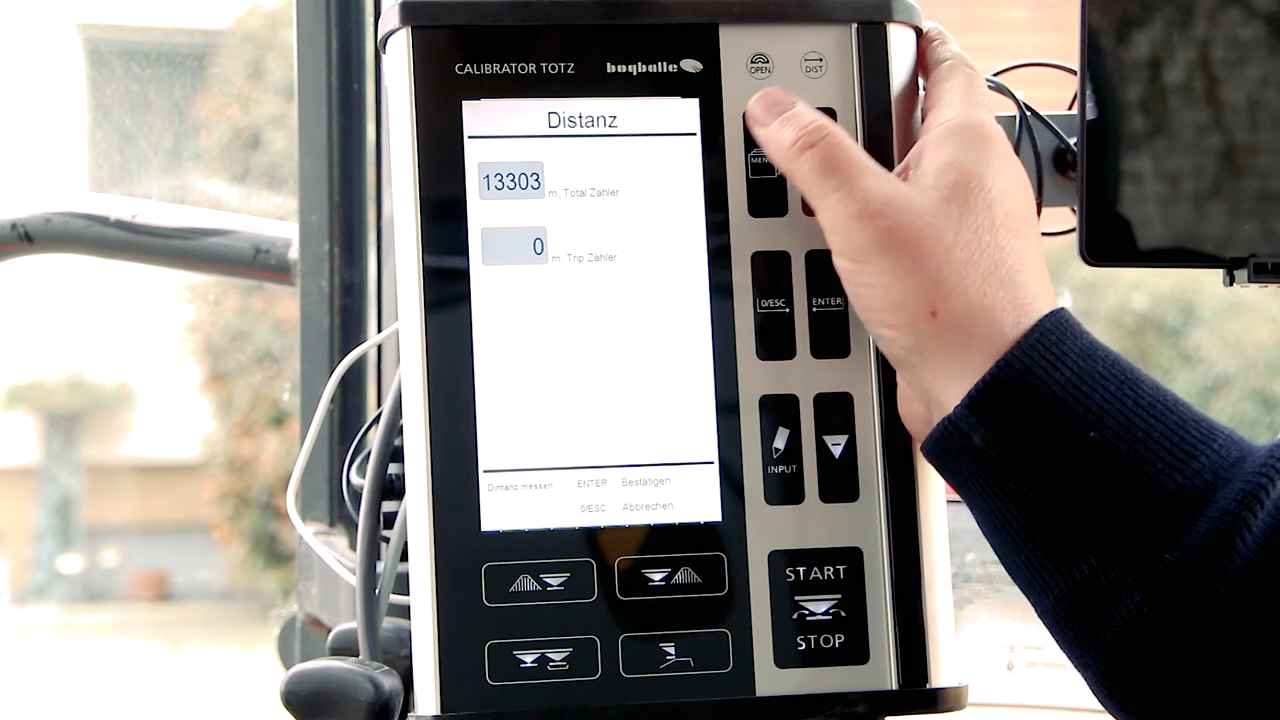 CALIBRATOR TOTZ
bogballe
OPEN
DIST
Distanz
13303 m. Total Zähler
0 m. Trip Zähler
Distanz messen ENTER Bestätigen
0/ESC Abbrechen
0/ESC
ENTER
INPUT
START
STOP